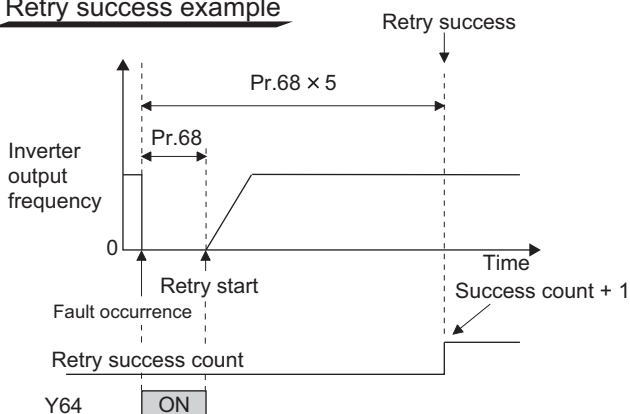 Retry success example
Retry success
Pr.68 × 5
Pr.68
Inverter
output
frequency
0
Time
Retry start
Success count + 1
Fault occurrence
Retry success count
Y64
ON